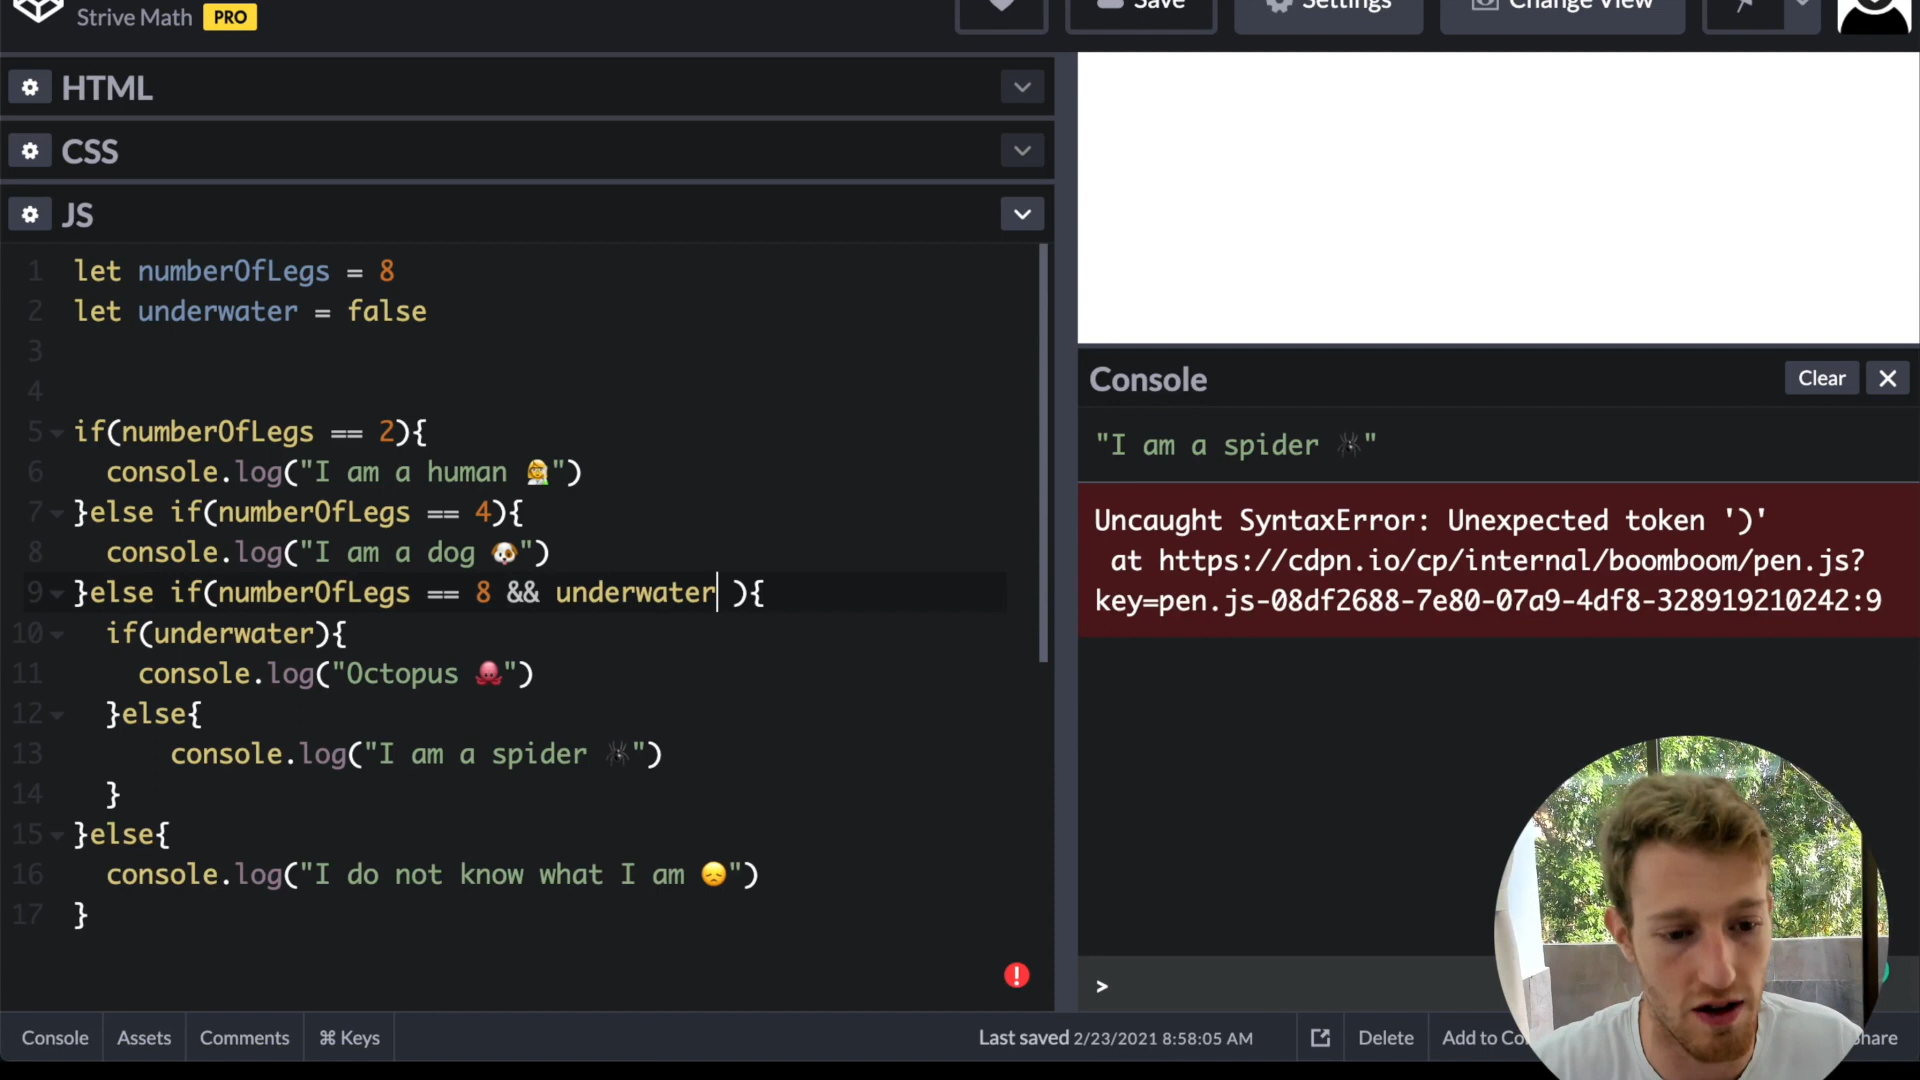 Strive Math PRO
Save
Settings
Change View
HTML
CSS
JS
1 let numberOfLegs = 8
2 let underwater = false
3
4
5 if(numberOfLegs == 2){
6 console.log("I am a human 👩‍🔬")
7 }else if(numberOfLegs == 4){
8 console.log("I am a dog 🐶")
9 }else if(numberOfLegs == 8 && underwater ){
10 if(underwater){
11 console.log("Octopus 🐙")
12 }else{
13 console.log("I am a spider 🕷")
14 }
15 }else{
16 console.log("I do not know what I am 😞")
17 }
Console
Clear
"I am a spider 🕷"
Uncaught SyntaxError: Unexpected token ')'
at https://cdpn.io/cp/internal/boomboom/pen.js?
key=pen.js-08df2688-7e80-07a9-4df8-328919210242:9
>
Console
Assets
Comments
⌘ Keys
Last saved 2/23/2021 8:58:05 AM
Delete
Add to Co
hare